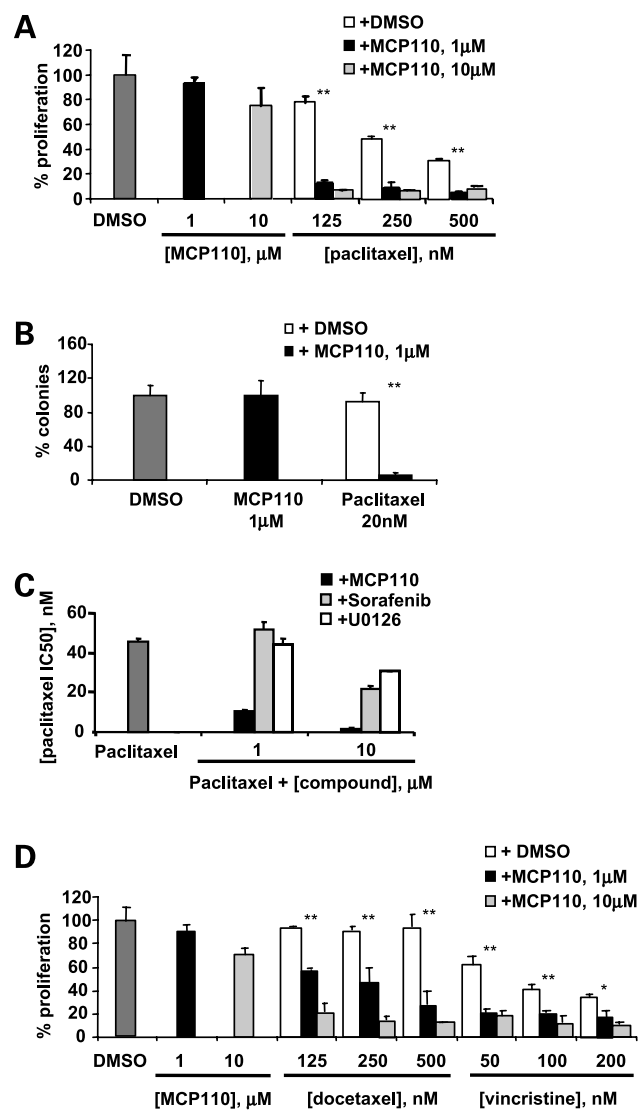 A
+DMSO
+MCP110, 1μM
+MCP110, 10μM
% proliferation
120
100
80
60
40
20
0
** ** **
DMSO 1 10 125 250 500
[MCP110], μM [paclitaxel], nM
B
+ DMSO
+ MCP110, 1μM
% colonies
160
120
80
40
0
**
DMSO MCP110 Paclitaxel
1μM 20nM
C
+MCP110
+Sorafenib
+U0126
[paclitaxel IC50], nM
60
40
20
0
Paclitaxel 1 10
Paclitaxel + [compound], μM
D
+ DMSO
+MCP110, 1μM
+MCP110, 10μM
% proliferation
120
100
80
60
40
20
0
** ** ** ** ** *
DMSO 1 10 125 250 500 50 100 200
[MCP110], μM [docetaxel], nM [vincristine], nM